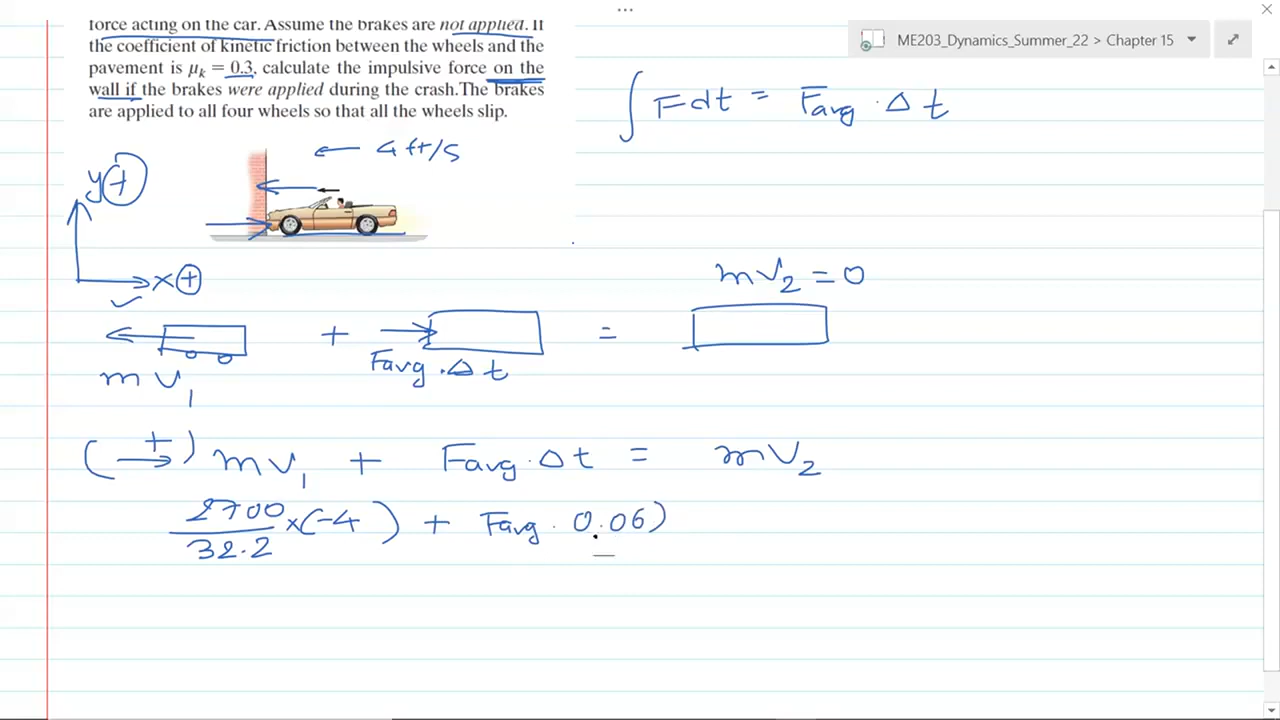 force acting on the car. Assume the brakes are not applied. If
the coefficient of kinetic friction between the wheels and the
pavement is μk = 0.3, calculate the impulsive force on the
wall if the brakes were applied during the crash.The brakes
are applied to all four wheels so that all the wheels slip.
ME203_Dynamics_Summer_22 > Chapter 15
∫ F dt = Favg · Δt
← 4 ft/s
y +
x +
mv₂ = 0
+ =
mv₁
Favg · Δt
(→+) mv₁ + Favg · Δt = mv₂
2700/32.2 × (-4) + Favg · 0.06)